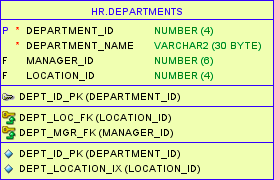 HR.DEPARTMENTS
P * DEPARTMENT_ID NUMBER (4)
* DEPARTMENT_NAME VARCHAR2 (30 BYTE)
F MANAGER_ID NUMBER (6)
F LOCATION_ID NUMBER (4)
DEPT_ID_PK (DEPARTMENT_ID)
DEPT_LOC_FK (LOCATION_ID)
DEPT_MGR_FK (MANAGER_ID)
DEPT_ID_PK (DEPARTMENT_ID)
DEPT_LOCATION_IX (LOCATION_ID)